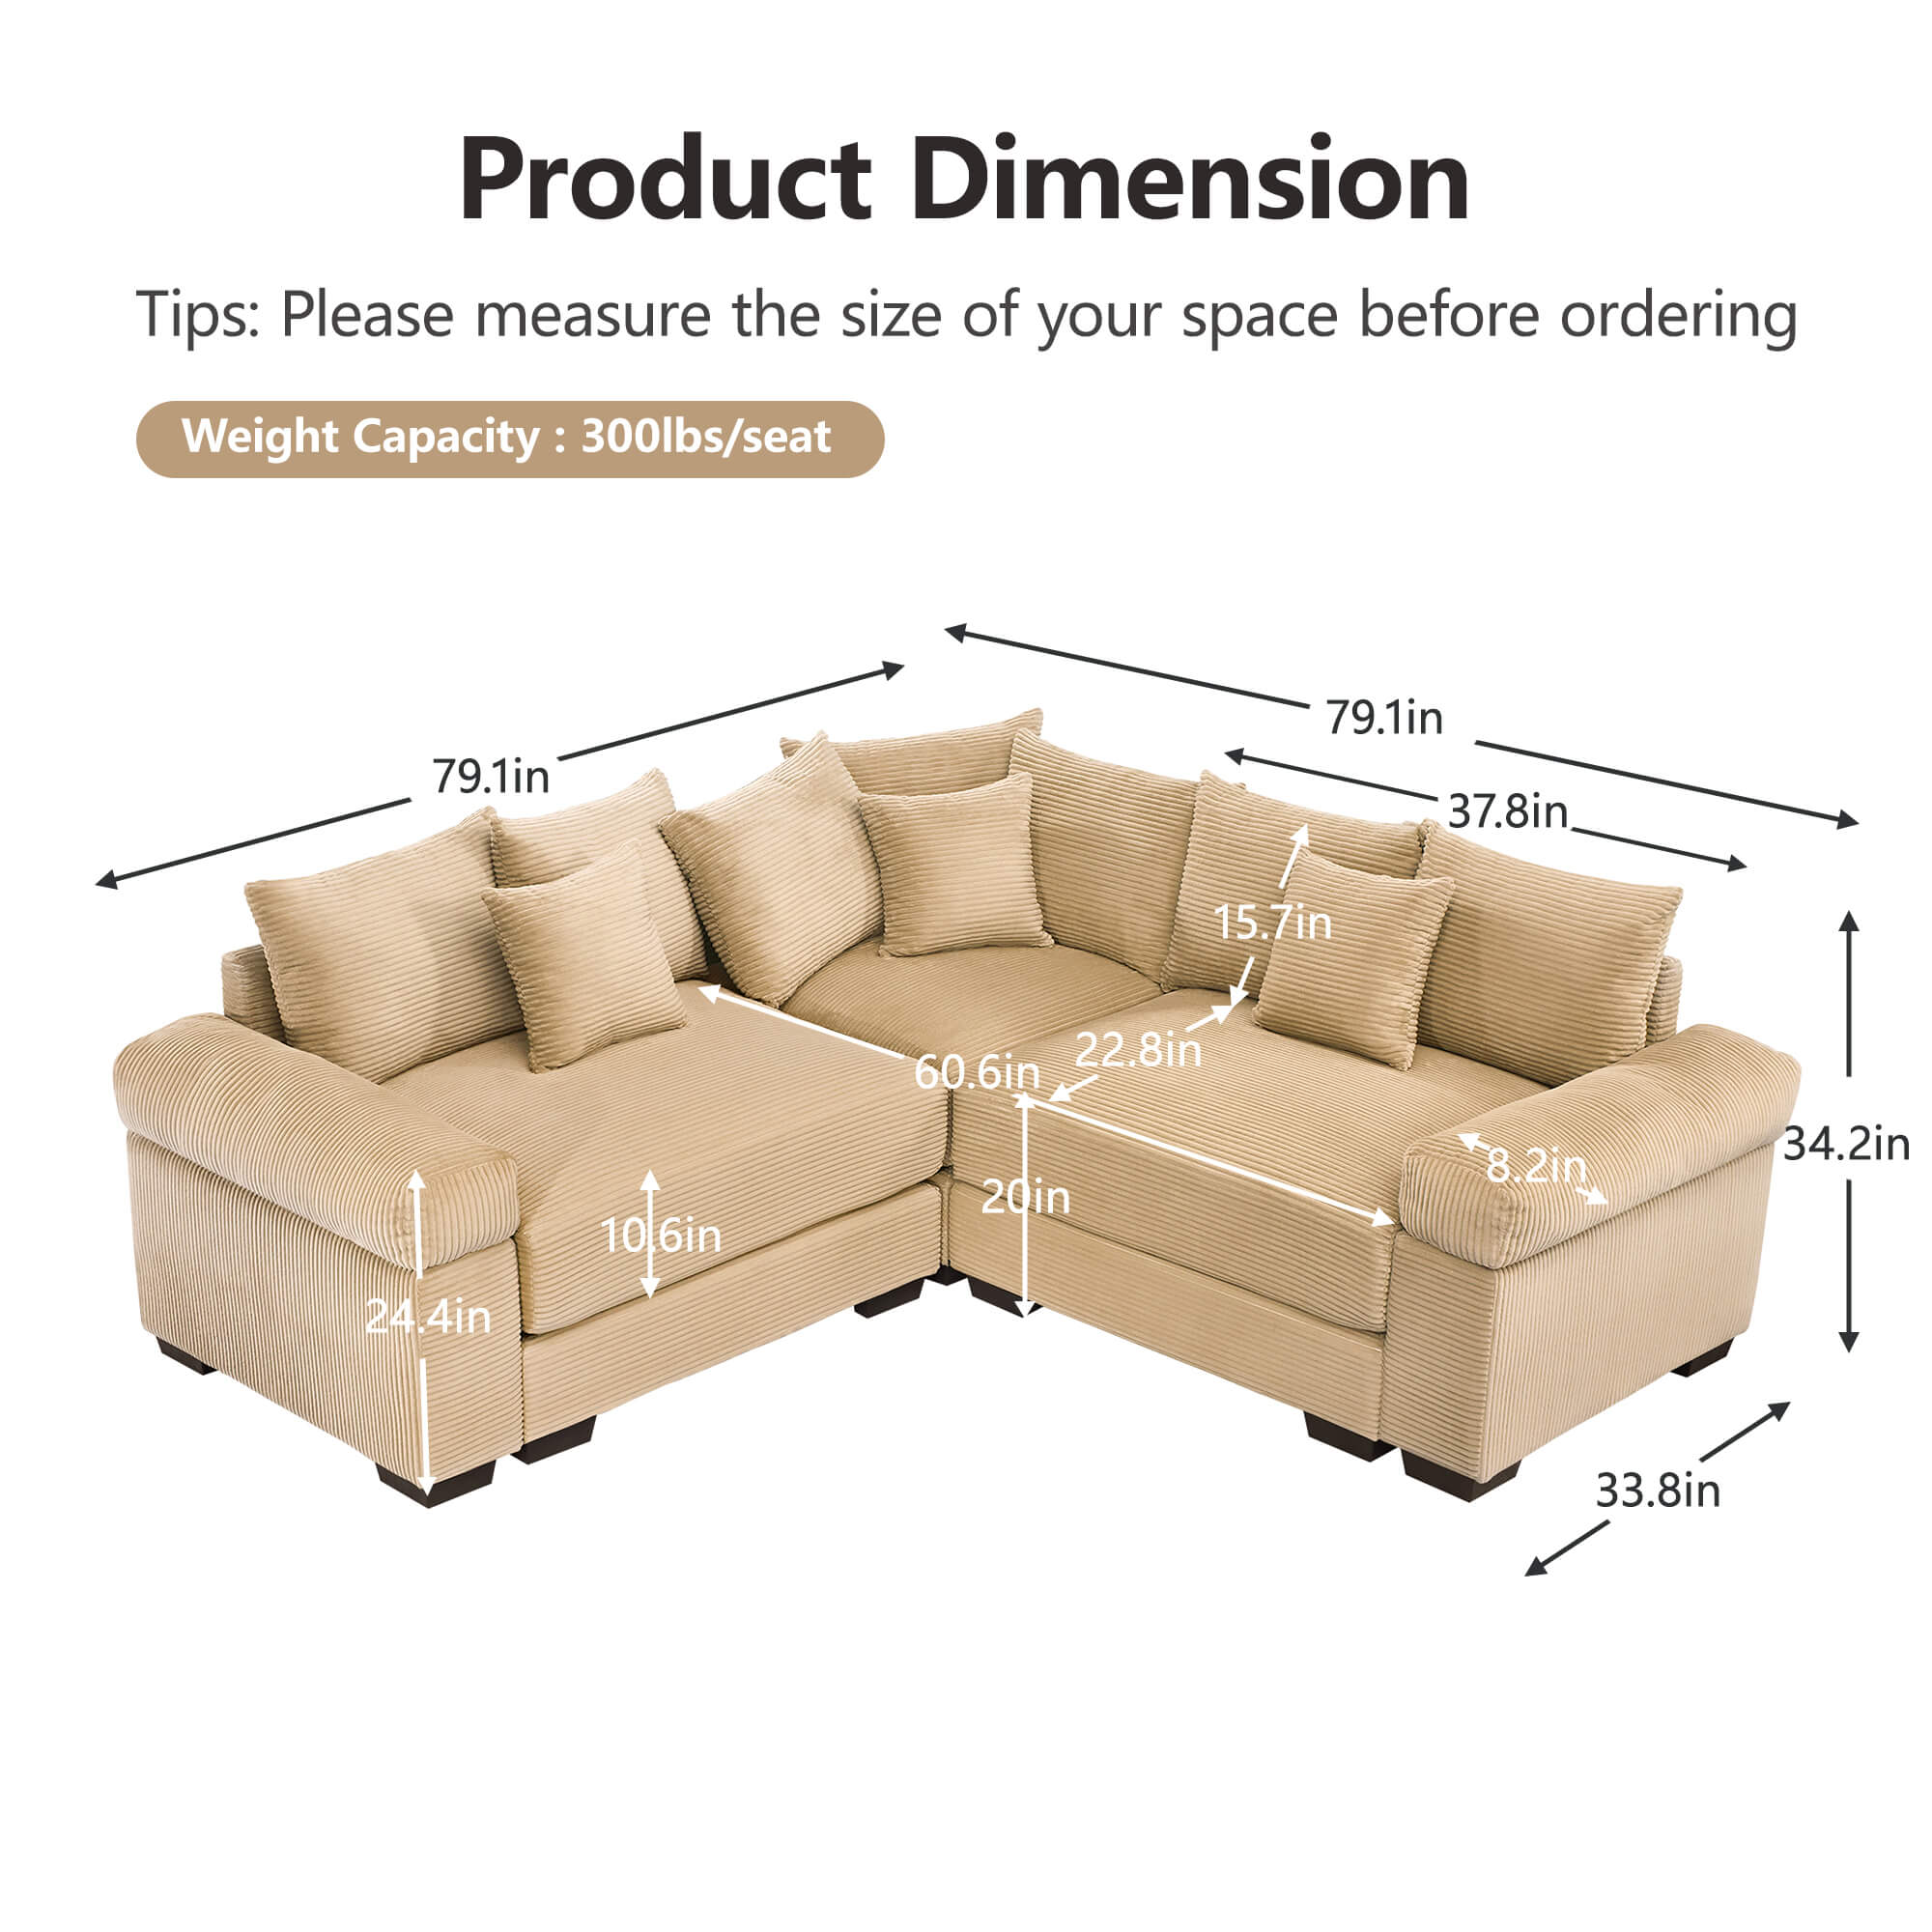 Product Dimension
Tips: Please measure the size of your space before ordering
Weight Capacity : 300lbs/seat
79.1in
79.1in
37.8in
15.7in
22.8in
60.6in
34.2in
8.2in
20in
10.6in
24.4in
33.8in